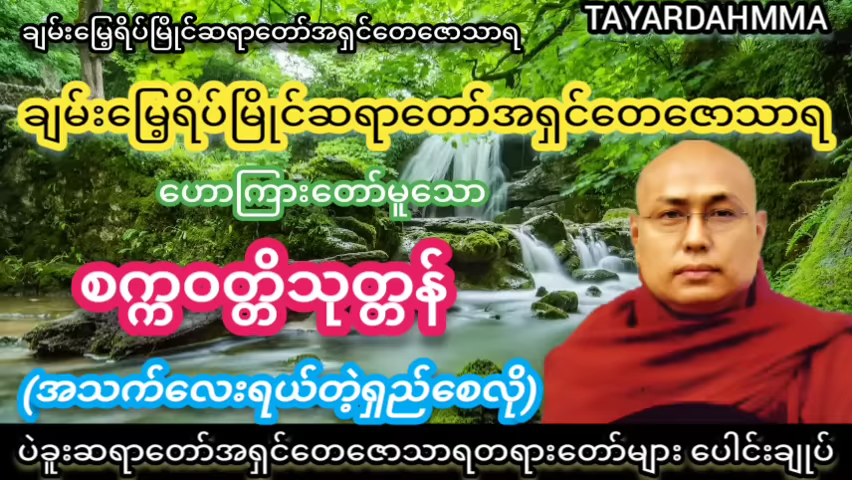 ချမ်းမြေ့ရိပ်မြိုင်ဆရာတော်အရှင်တေဇောသာရ
TAYARDAHMMA
ချမ်းမြေ့ရိပ်မြိုင်ဆရာတော်အရှင်တေဇောသာရ
ဟောကြားတော်မူသော
စက္ကဝတ္တိသုတ္တန်
(အသက်လေးရယ်တဲ့ရှည်စေလို)
ပဲခူးဆရာတော်အရှင်တေဇောသာရတရားတော်များ ပေါင်းချုပ်